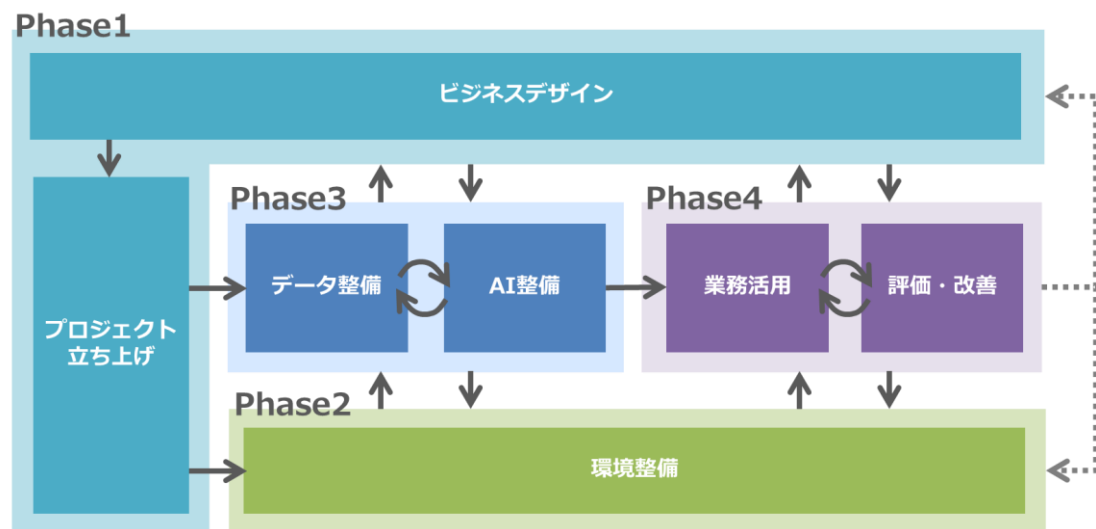 Phase1
ビジネスデザイン
プロジェクト
立ち上げ
Phase3
データ整備
AI整備
Phase4
業務活用
評価・改善
Phase2
環境整備